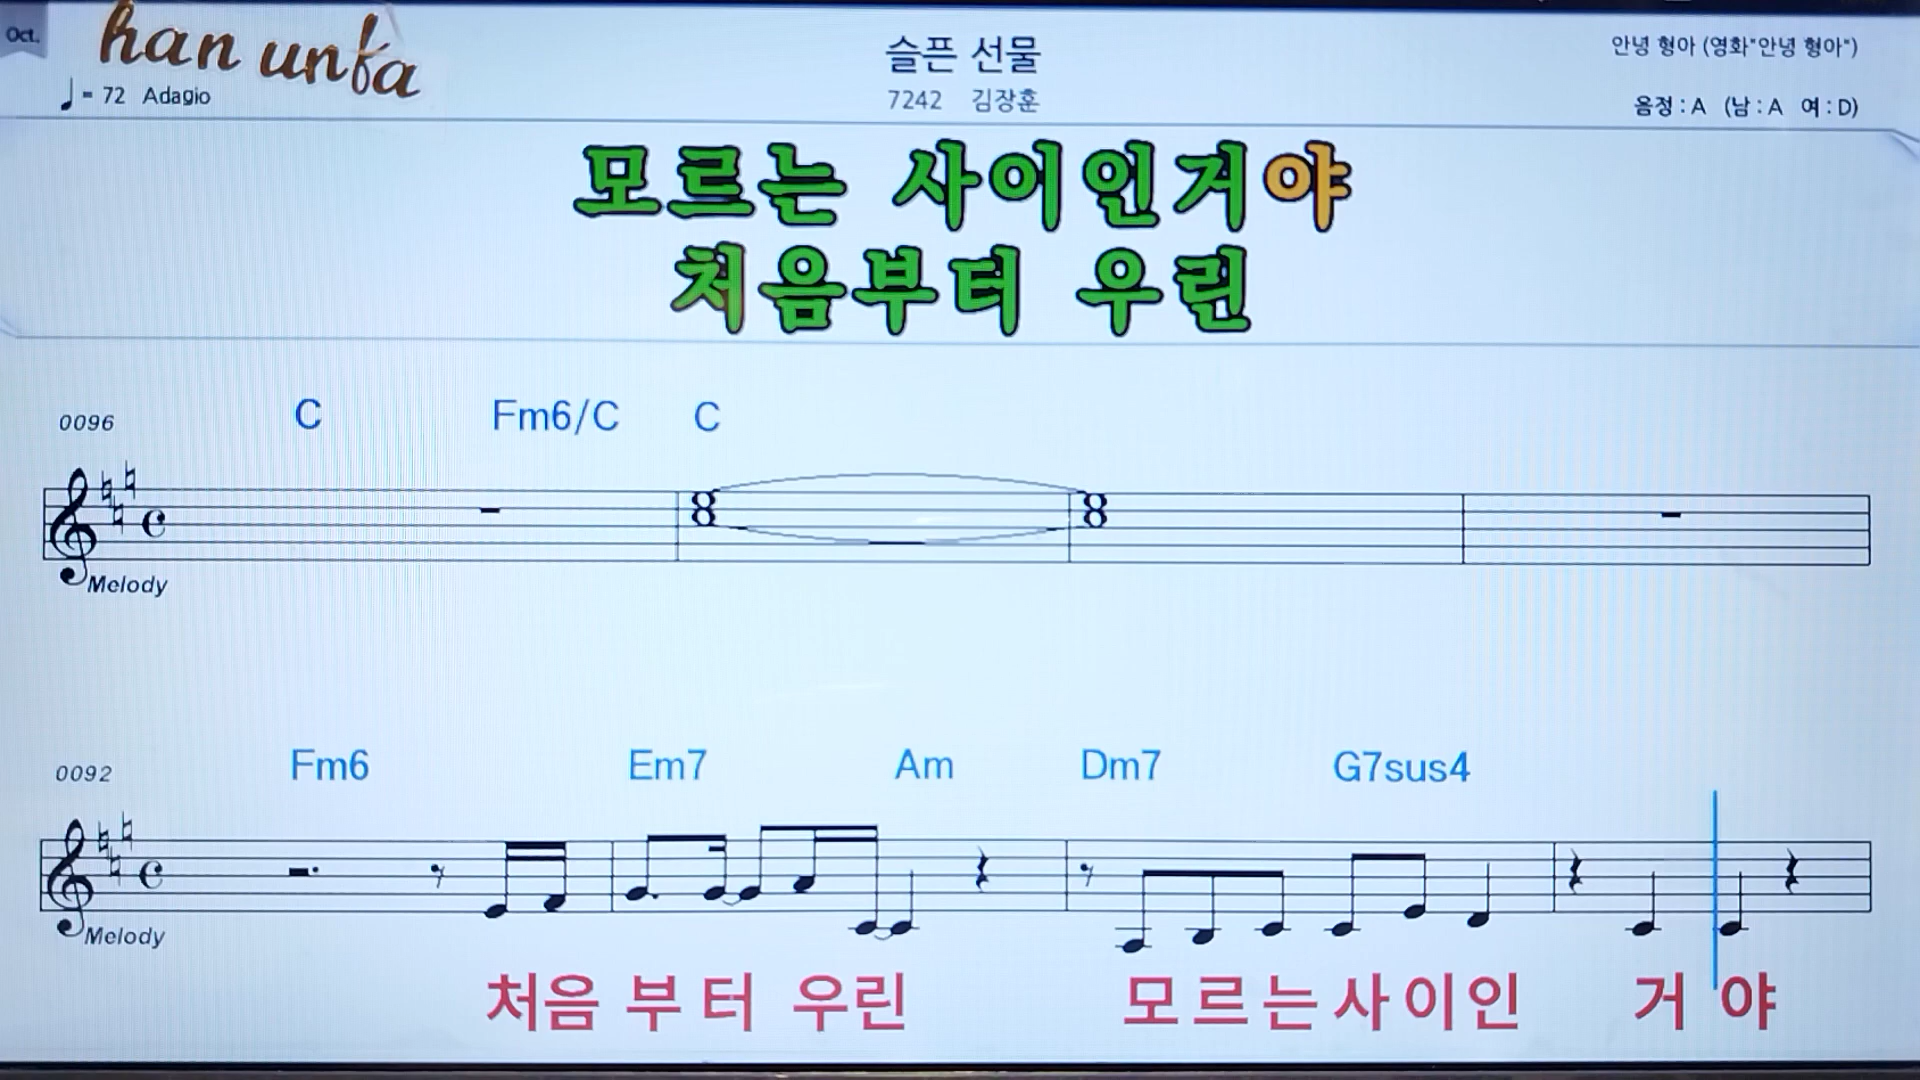 Oct.
han unfa
♩= 72 Adagio
슬픈 선물
7242 김장훈
안녕 형아 (영화"안녕 형아")
음정 : A (남 : A 여 : D)
모르는 사이인거야
처음부터 우린
0096 C Fm6/C C
Melody
0092 Fm6 Em7 Am Dm7 G7sus4
Melody
처음 부 터 우린 모르는사이인 거 야